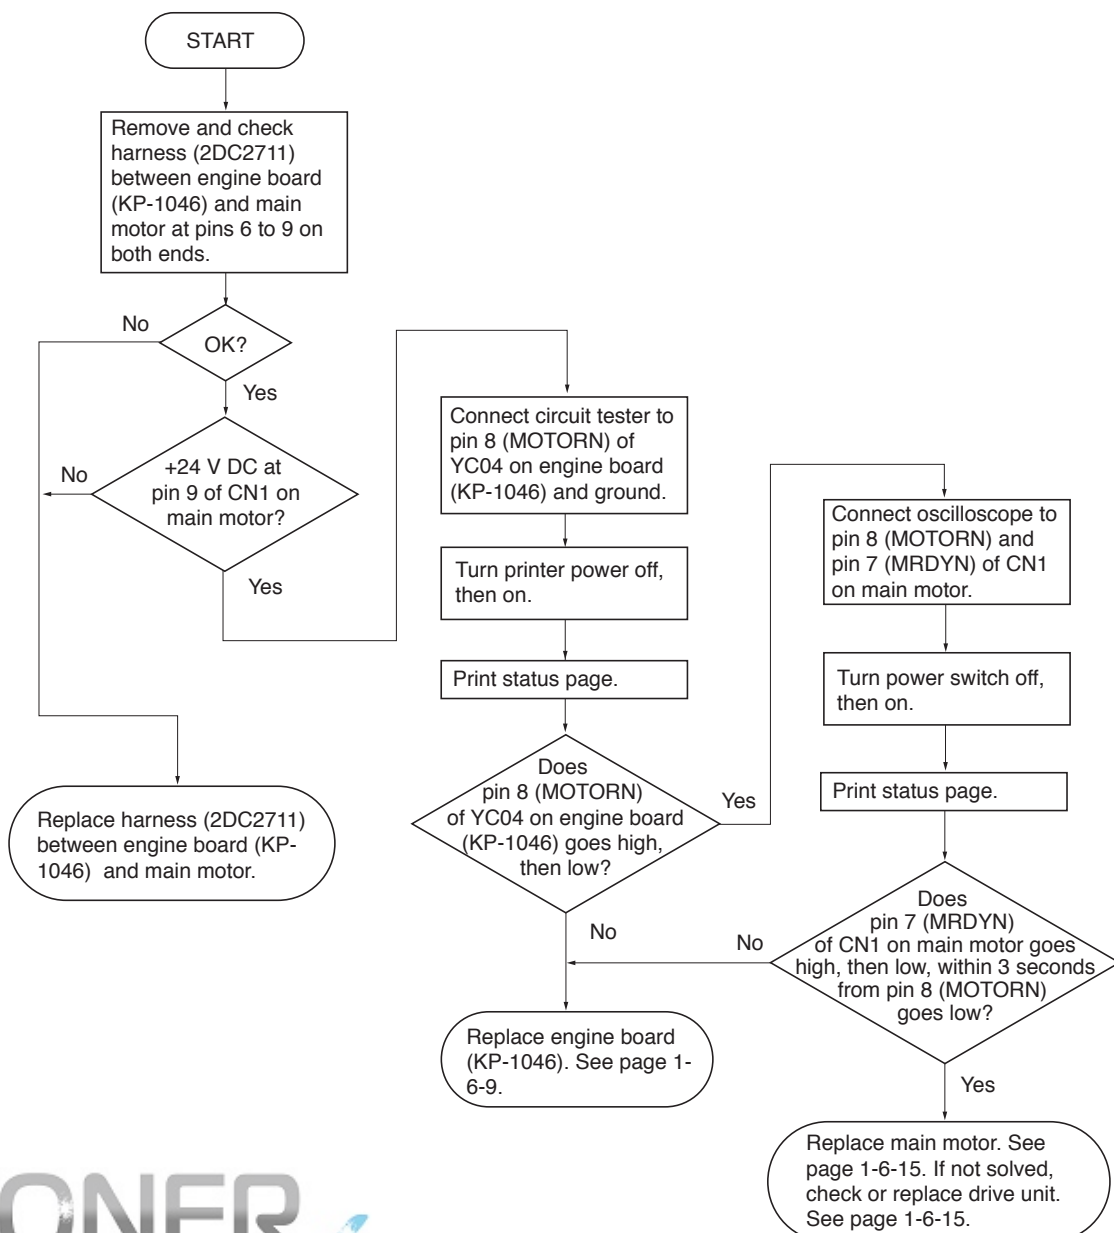 START
Remove and check
harness (2DC2711)
between engine board
(KP-1046) and main
motor at pins 6 to 9 on
both ends.
No
OK?
Yes
No
+24 V DC at
pin 9 of CN1 on
main motor?
Yes
Replace harness (2DC2711)
between engine board (KP-
1046) and main motor.
Connect circuit tester to
pin 8 (MOTORN) of
YC04 on engine board
(KP-1046) and ground.
Turn printer power off,
then on.
Print status page.
Does
pin 8 (MOTORN)
of YC04 on engine board
(KP-1046) goes high,
then low?
Yes
No
Replace engine board
(KP-1046). See page 1-
6-9.
Connect oscilloscope to
pin 8 (MOTORN) and
pin 7 (MRDYN) of CN1
on main motor.
Turn power switch off,
then on.
Print status page.
Does
pin 7 (MRDYN)
of CN1 on main motor goes
high, then low, within 3 seconds
from pin 8 (MOTORN)
goes low?
No
Yes
Replace main motor. See
page 1-6-15. If not solved,
check or replace drive unit.
See page 1-6-15.
ONER